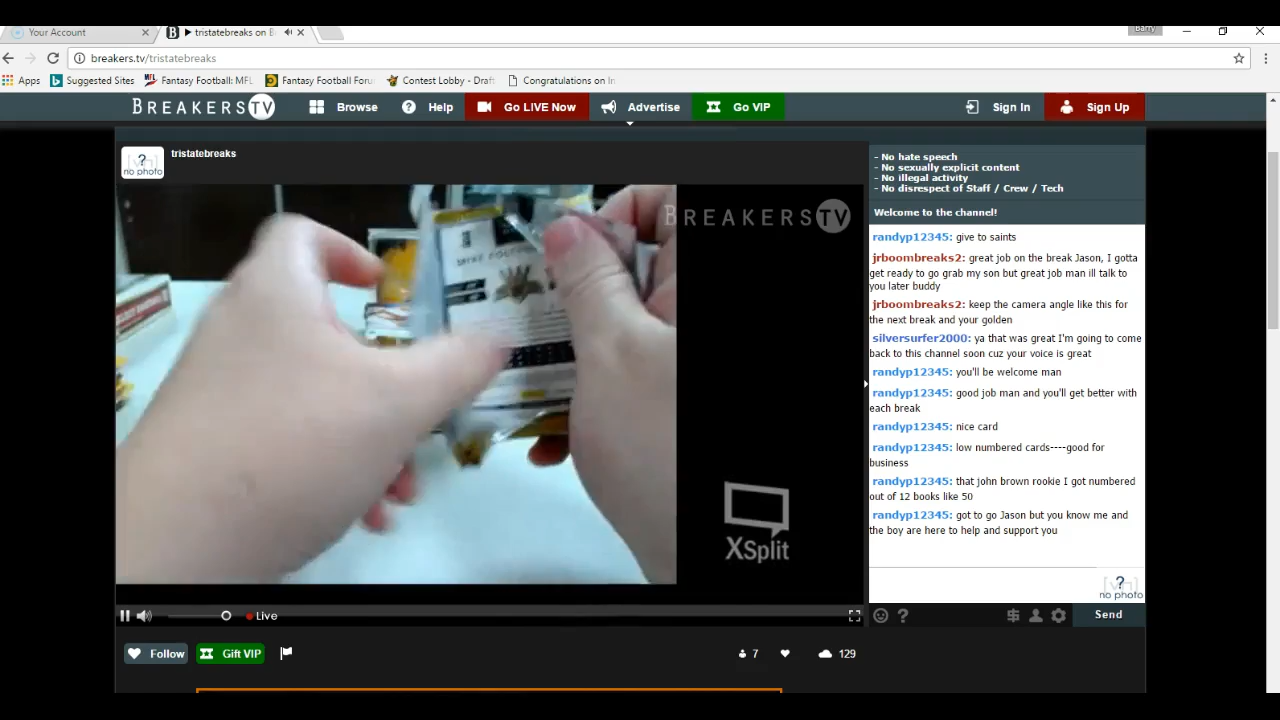 Your Account
tristatebreaks on B
Barry
breakers.tv/tristatebreaks
Apps
Suggested Sites
Fantasy Football: MFL
Fantasy Football Foru
Contest Lobby - Draft
Congratulations on In
BREAKERS TV
Browse
Help
Go LIVE Now
Advertise
Go VIP
Sign In
Sign Up
? no photo
tristatebreaks
BREAKERS TV
XSplit
- No hate speech
- No sexually explicit content
- No illegal activity
- No disrespect of Staff / Crew / Tech
Welcome to the channel!
randyp12345: give to saints
jrboombreaks2: great job on the break Jason, I gotta
get ready to go grab my son but great job man ill talk to
you later buddy
jrboombreaks2: keep the camera angle like this for
the next break and your golden
silversurfer2000: ya that was great I'm going to come
back to this channel soon cuz your voice is great
randyp12345: you'll be welcome man
randyp12345: good job man and you'll get better with
each break
randyp12345: nice card
randyp12345: low numbered cards----good for
business
randyp12345: that john brown rookie I got numbered
out of 12 books like 50
randyp12345: got to go Jason but you know me and
the boy are here to help and support you
? no photo
Send
Live
Follow
Gift VIP
7
129